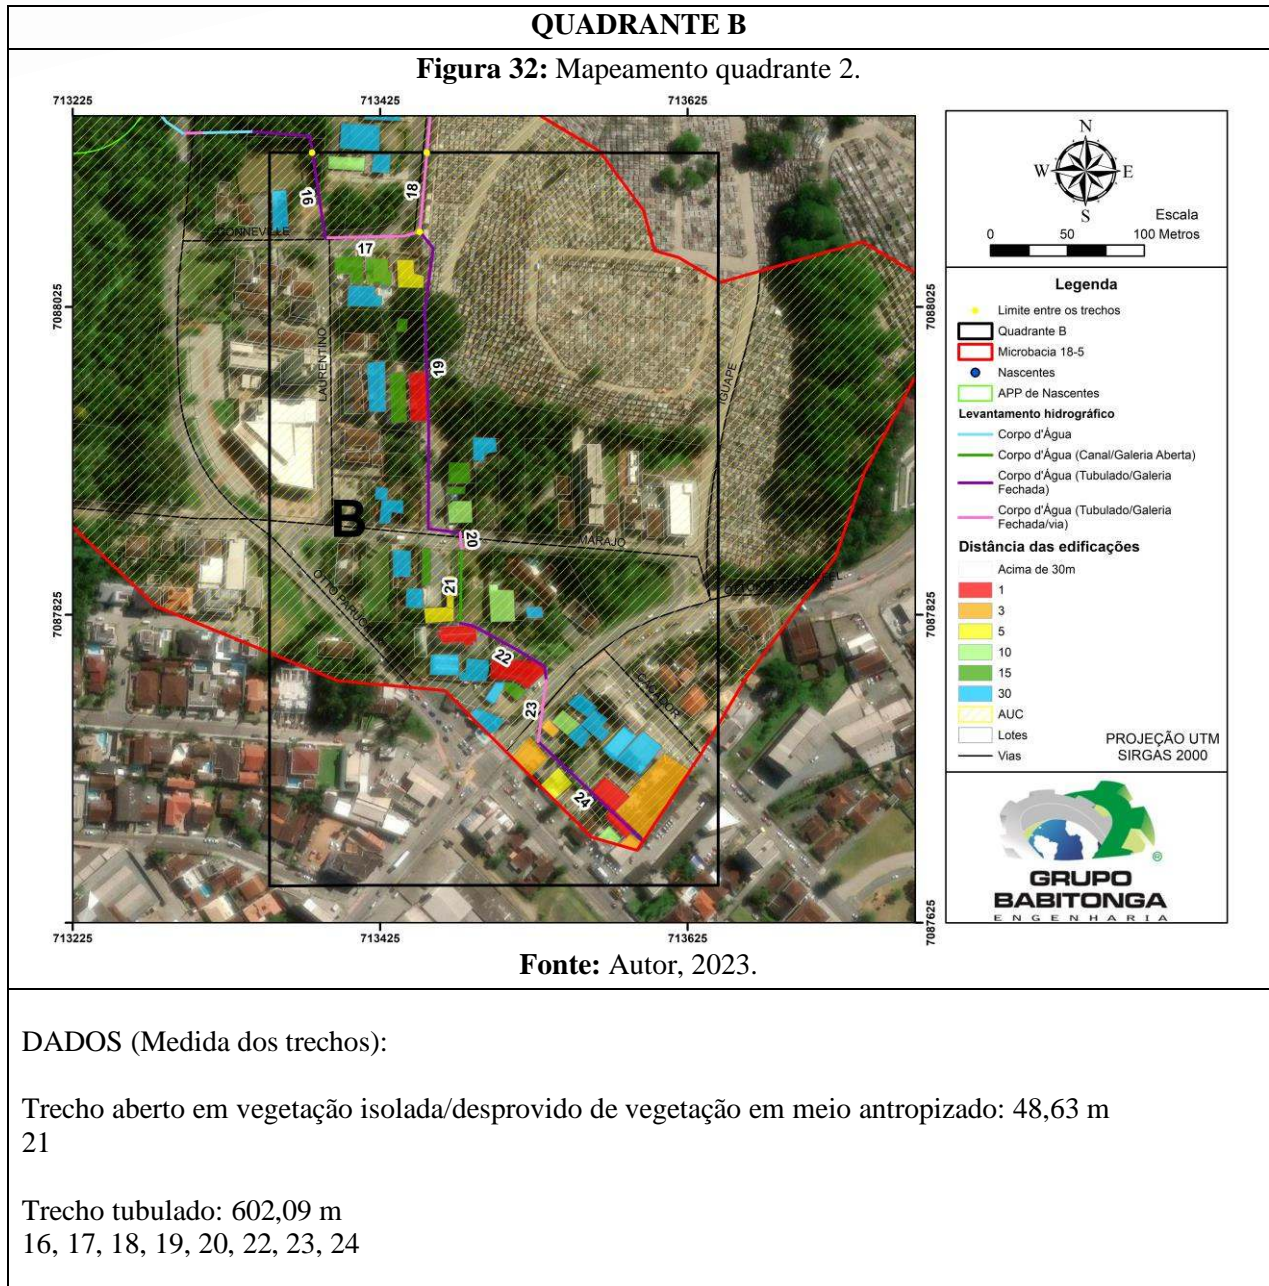 QUADRANTE B
Figura 32: Mapeamento quadrante 2.
713225
713425
713625
7088025
7087825
7088025
7087825
7087625
713225
713425
713625
16
18
17
19
20
21
22
23
24
B
LAURENTINO
IGUAPE
MARAJO
N
W
E
S
Escala
0 50 100 Metros
Legenda
Limite entre os trechos
Quadrante B
Microbacia 18-5
Nascentes
APP de Nascentes
Levantamento hidrográfico
Corpo d'Água
Corpo d'Água (Canal/Galeria Aberta)
Corpo d'Água (Tubulado/Galeria
Fechada)
Corpo d'Água (Tubulado/Galeria
Fechada/via)
Distância das edificações
Acima de 30m
1
3
5
10
15
30
AUC
Lotes
Vias
PROJEÇÃO UTM
SIRGAS 2000
GRUPO
BABITONGA
ENGENHARIA
Fonte: Autor, 2023.
DADOS (Medida dos trechos):
Trecho aberto em vegetação isolada/desprovido de vegetação em meio antropizado: 48,63 m
21
Trecho tubulado: 602,09 m
16, 17, 18, 19, 20, 22, 23, 24